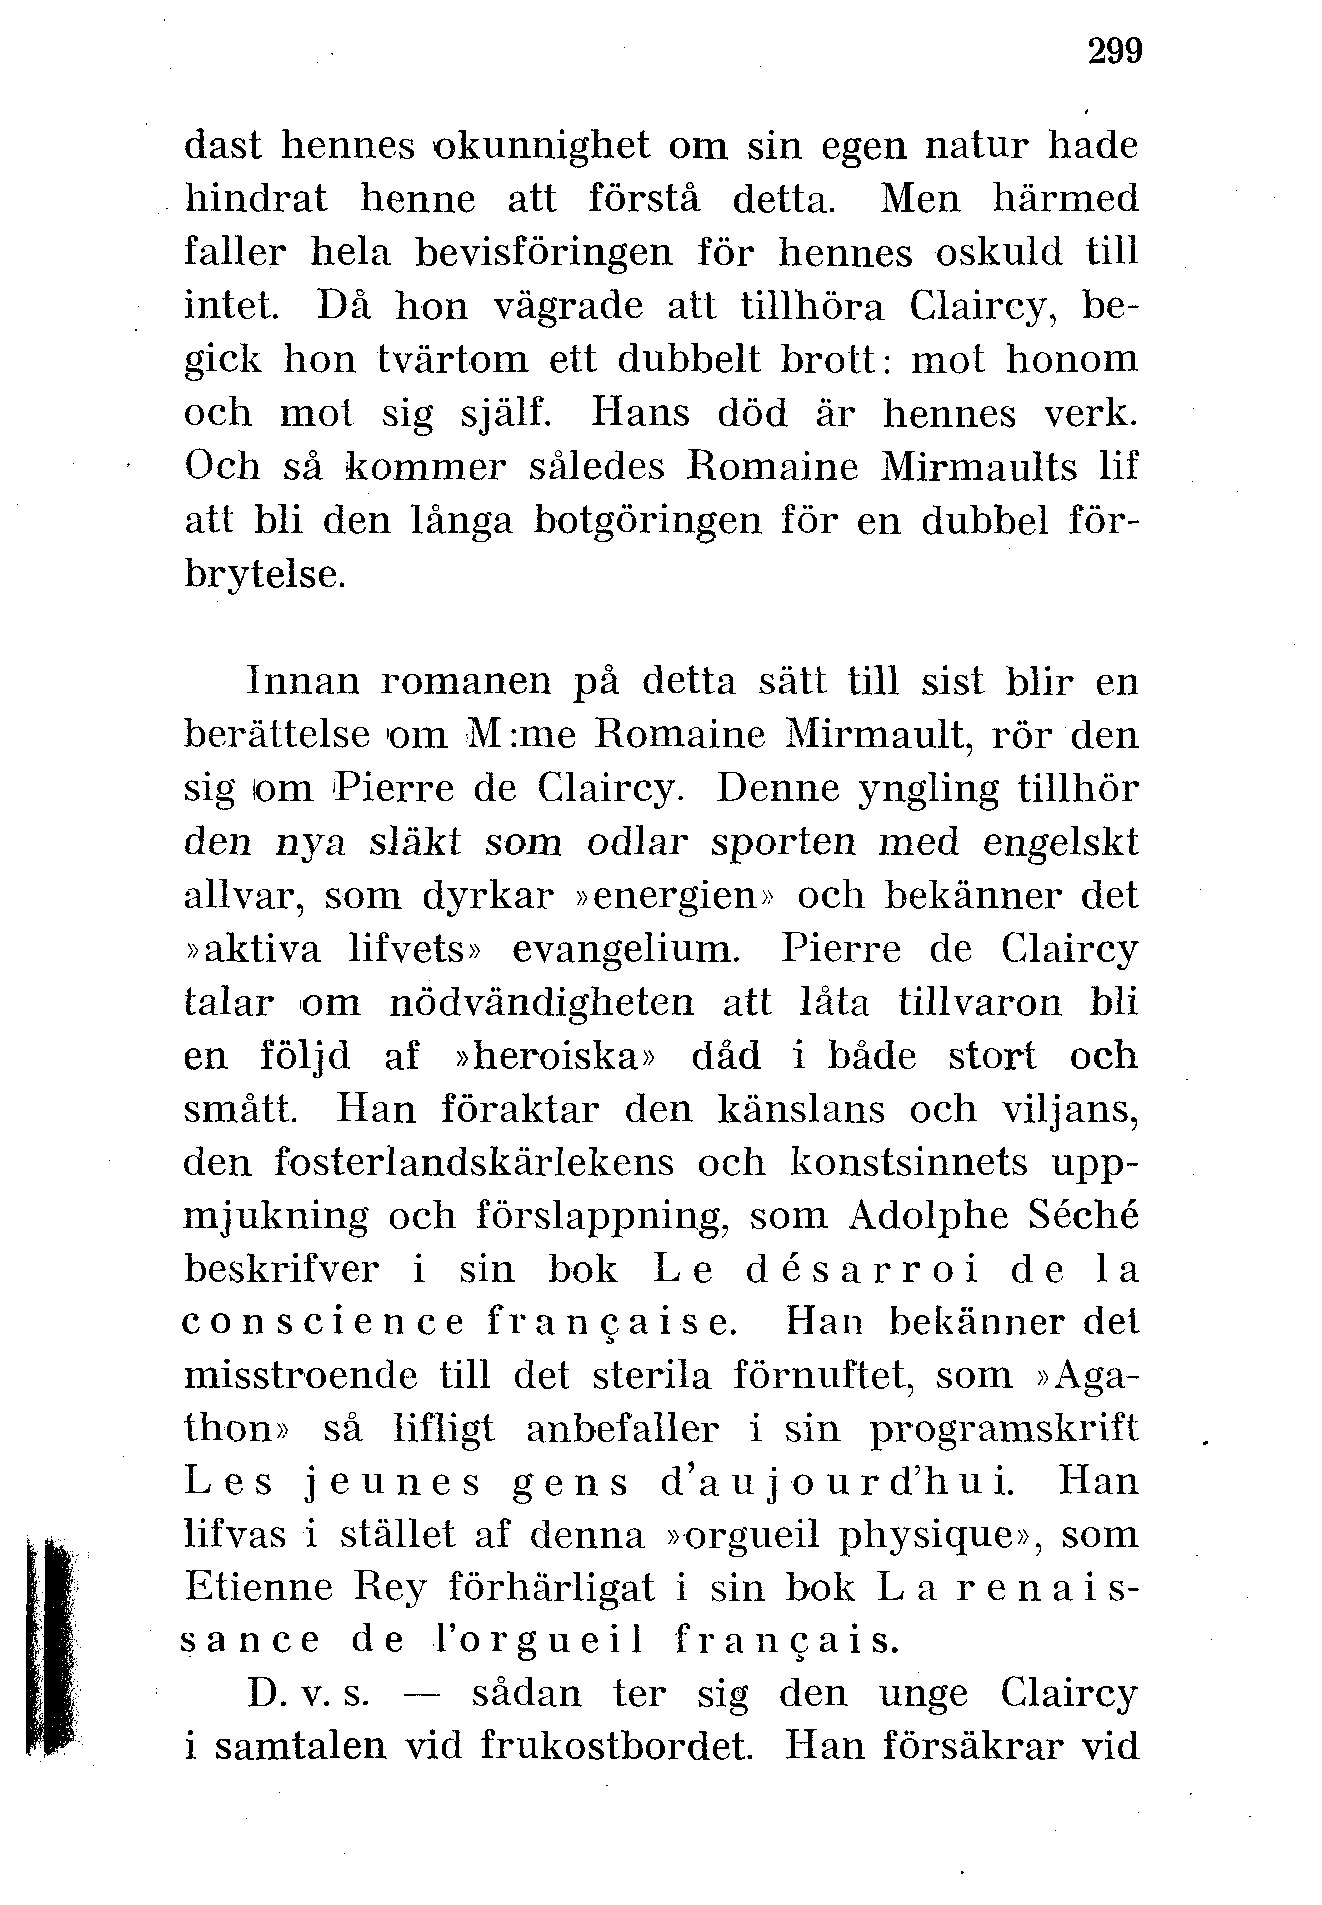 299
dast hennes okunnighet om sin egen natur hade
hindrat henne att förstå detta. Men härmed
faller hela bevisföringen för hennes oskuld till
intet. Då hon vägrade att tillhöra Claircy, be-
gick hon tvärtom ett dubbelt brott: mot honom
och mot sig själf. Hans död är hennes verk.
Och så kommer således Romaine Mirmaults lif
att bli den långa botgöringen för en dubbel för-
brytelse.
Innan romanen på detta sätt till sist blir en
berättelse om M:me Romaine Mirmault, rör den
sig om Pierre de Claircy. Denne yngling tillhör
den nya släkt som odlar sporten med engelskt
allvar, som dyrkar »energien» och bekänner det
»aktiva lifvets» evangelium. Pierre de Claircy
talar om nödvändigheten att låta tillvaron bli
en följd af »heroiska» dåd i både stort och
smått. Han föraktar den känslans och viljans,
den fosterlandskärlekens och konstsinnets upp-
mjukning och förslappning, som Adolphe Séché
beskrifver i sin bok Le désarroi de la
conscience française. Han bekänner det
misstroende till det sterila förnuftet, som »Aga-
thon» så lifligt anbefaller i sin programskrift
Les jeunes gens d'aujourd'hui. Han
lifvas i stället af denna »orgueil physique», som
Etienne Rey förhärligat i sin bok La renais-
sance de l'orgueil français.
D. v. s. — sådan ter sig den unge Claircy
i samtalen vid frukostbordet. Han försäkrar vid